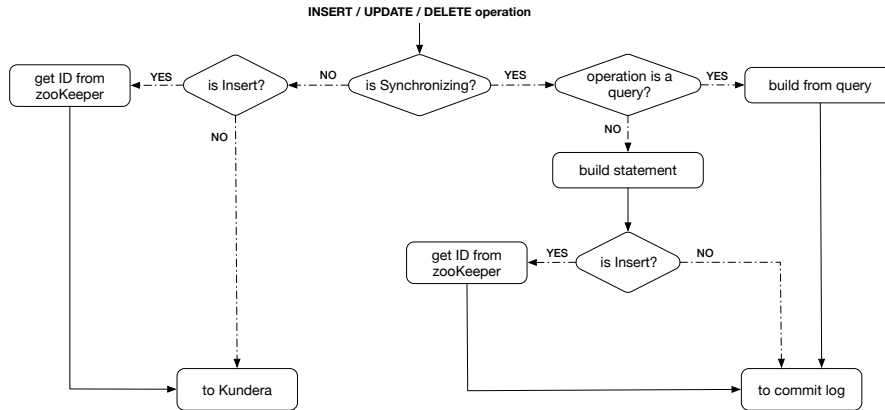 INSERT / UPDATE / DELETE operation
get ID from
zooKeeper
YES
is Insert?
NO
is Synchronizing?
YES
operation is a
query?
YES
build from query
NO
NO
build statement
get ID from
zooKeeper
YES
is Insert?
NO
to Kundera
to commit log